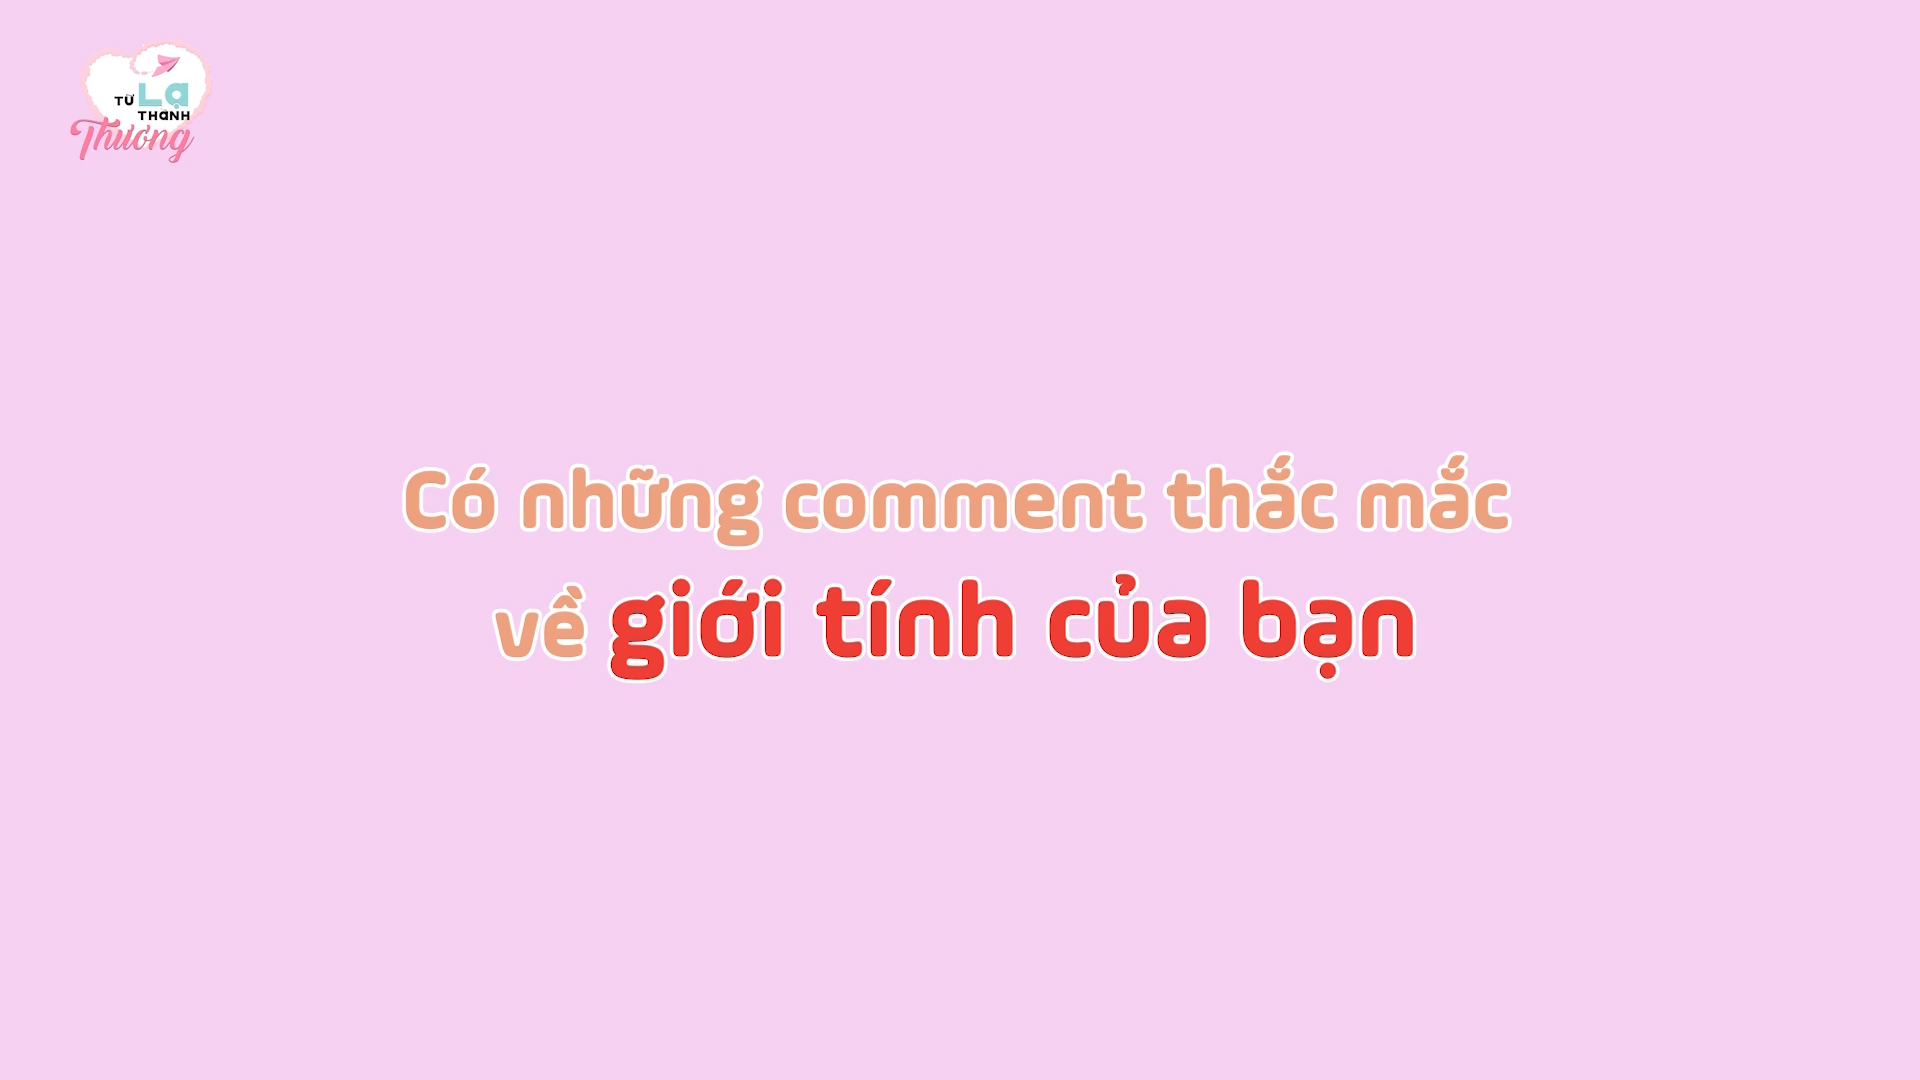 TỪ Lạ
THÀNH
Thương
Có những comment thắc mắc
về giới tính của bạn